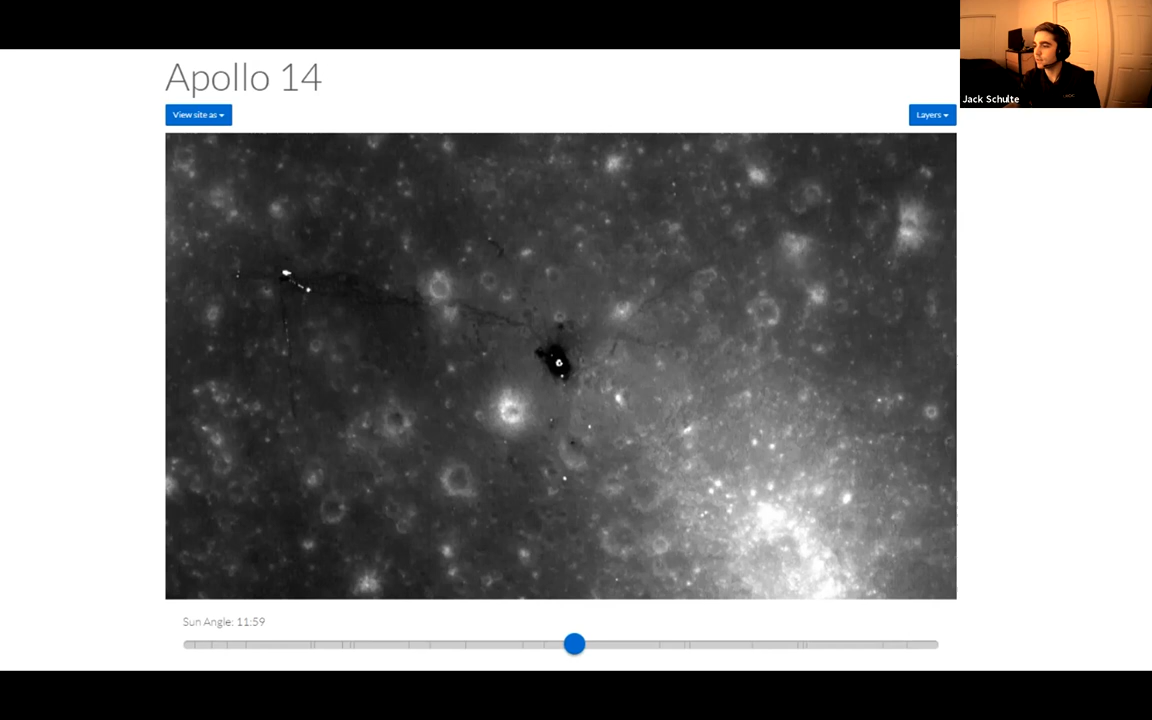 Apollo 14
View site as
Layers
Jack Schulte
Sun Angle: 11:59